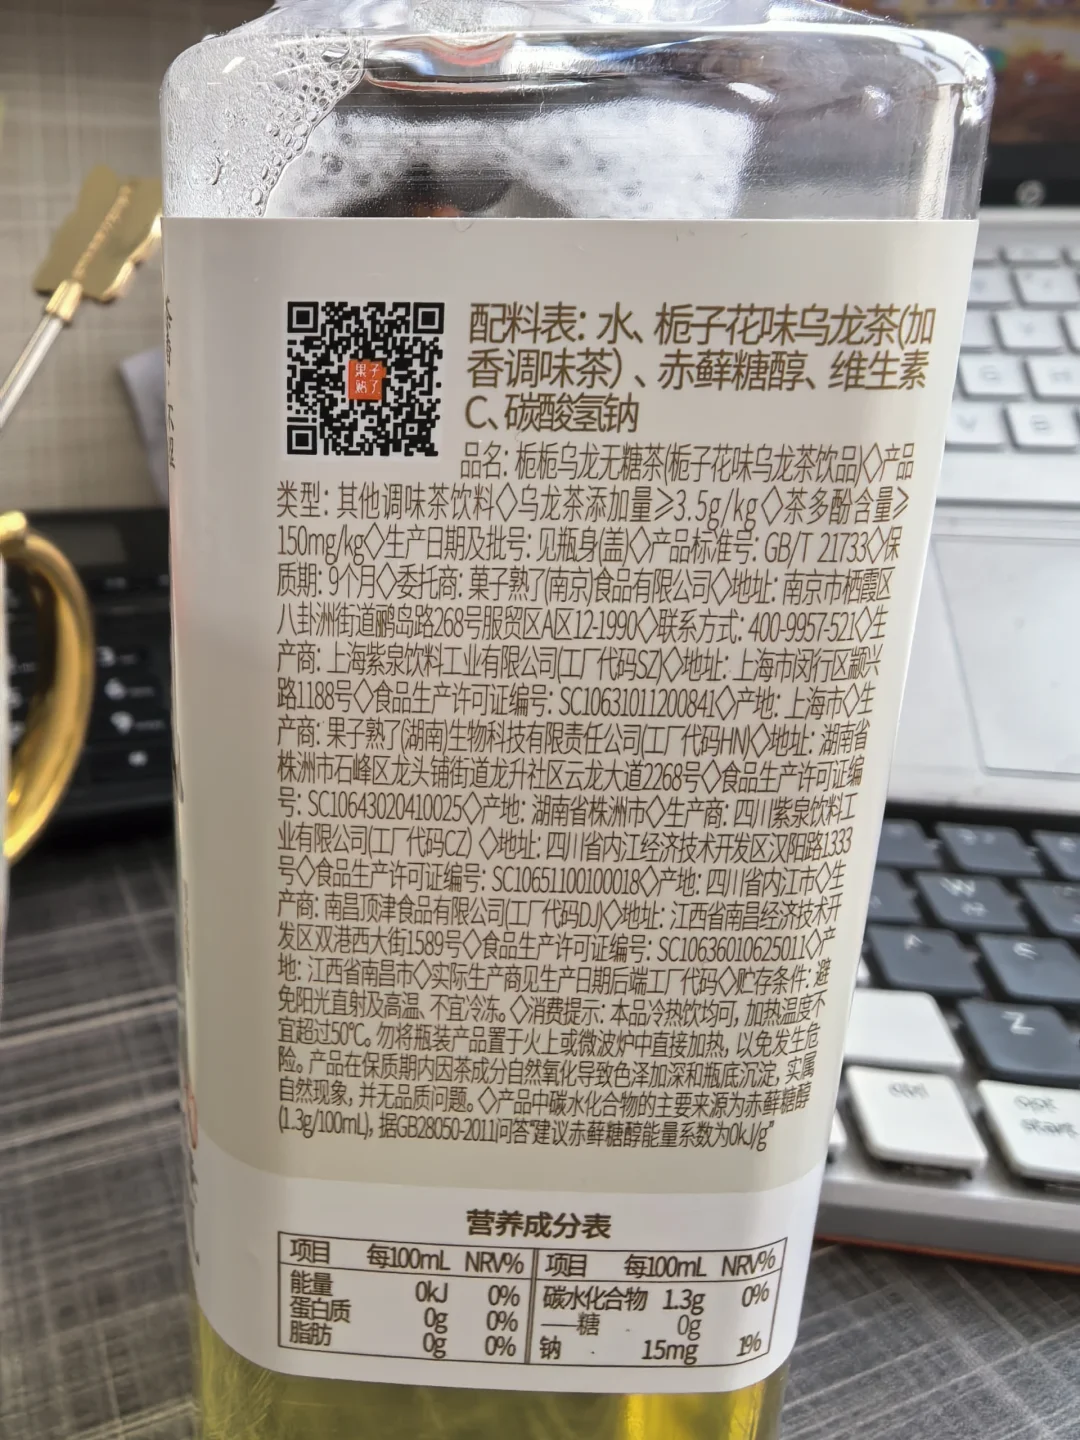 果子
熟了
配料表: 水、栀子花味乌龙茶(加
香调味茶)、赤藓糖醇、维生素
C、碳酸氢钠
品名: 栀栀乌龙无糖茶(栀子花味乌龙茶饮品)◇产品
类型: 其他调味茶饮料◇乌龙茶添加量≥3.5g/kg◇茶多酚含量≥
150mg/kg◇生产日期及批号: 见瓶身(盖)◇产品标准号: GB/T 21733◇保
质期: 9个月◇委托商: 菓子熟了(南京)食品有限公司◇地址: 南京市栖霞区
八卦洲街道鹂岛路268号服贸区A区12-1990◇联系方式: 400-9957-521◇生
产商: 上海紫泉饮料工业有限公司(工厂代码SZ)◇地址: 上海市闵行区颛兴
路1188号◇食品生产许可证编号: SC10631011200841◇产地: 上海市◇生
产商: 果子熟了(湖南)生物科技有限责任公司(工厂代码HN)◇地址: 湖南省
株洲市石峰区龙头铺街道龙升社区云龙大道2268号◇食品生产许可证编
号: SC10643020410025◇产地: 湖南省株洲市◇生产商: 四川紫泉饮料工
业有限公司(工厂代码CZ)◇地址: 四川省内江经济技术开发区汉阳路1333
号◇食品生产许可证编号: SC10651100100018◇产地: 四川省内江市◇生
产商: 南昌顶津食品有限公司(工厂代码DJ)◇地址: 江西省南昌经济技术开
发区双港西大街1589号◇食品生产许可证编号: SC10636010625011◇产
地: 江西省南昌市◇实际生产商见生产日期后端工厂代码◇贮存条件: 避
免阳光直射及高温、不宜冷冻。◇消费提示: 本品冷热饮均可, 加热温度不
宜超过50℃。勿将瓶装产品置于火上或微波炉中直接加热, 以免发生危
险。产品在保质期内因茶成分自然氧化导致色泽加深和瓶底沉淀, 实属
自然现象, 并无品质问题。◇产品中碳水化合物的主要来源为赤藓糖醇
(1.3g/100mL), 据GB28050-2011问答“建议赤藓糖醇能量系数为0kJ/g”
营养成分表
项目 每100mL NRV% 项目 每100mL NRV%
能量 0kJ 0% 碳水化合物 1.3g 0%
蛋白质 0g 0% ——糖 0g
脂肪 0g 0% 钠 15mg 1%
W
Z
ctrl
opt
start